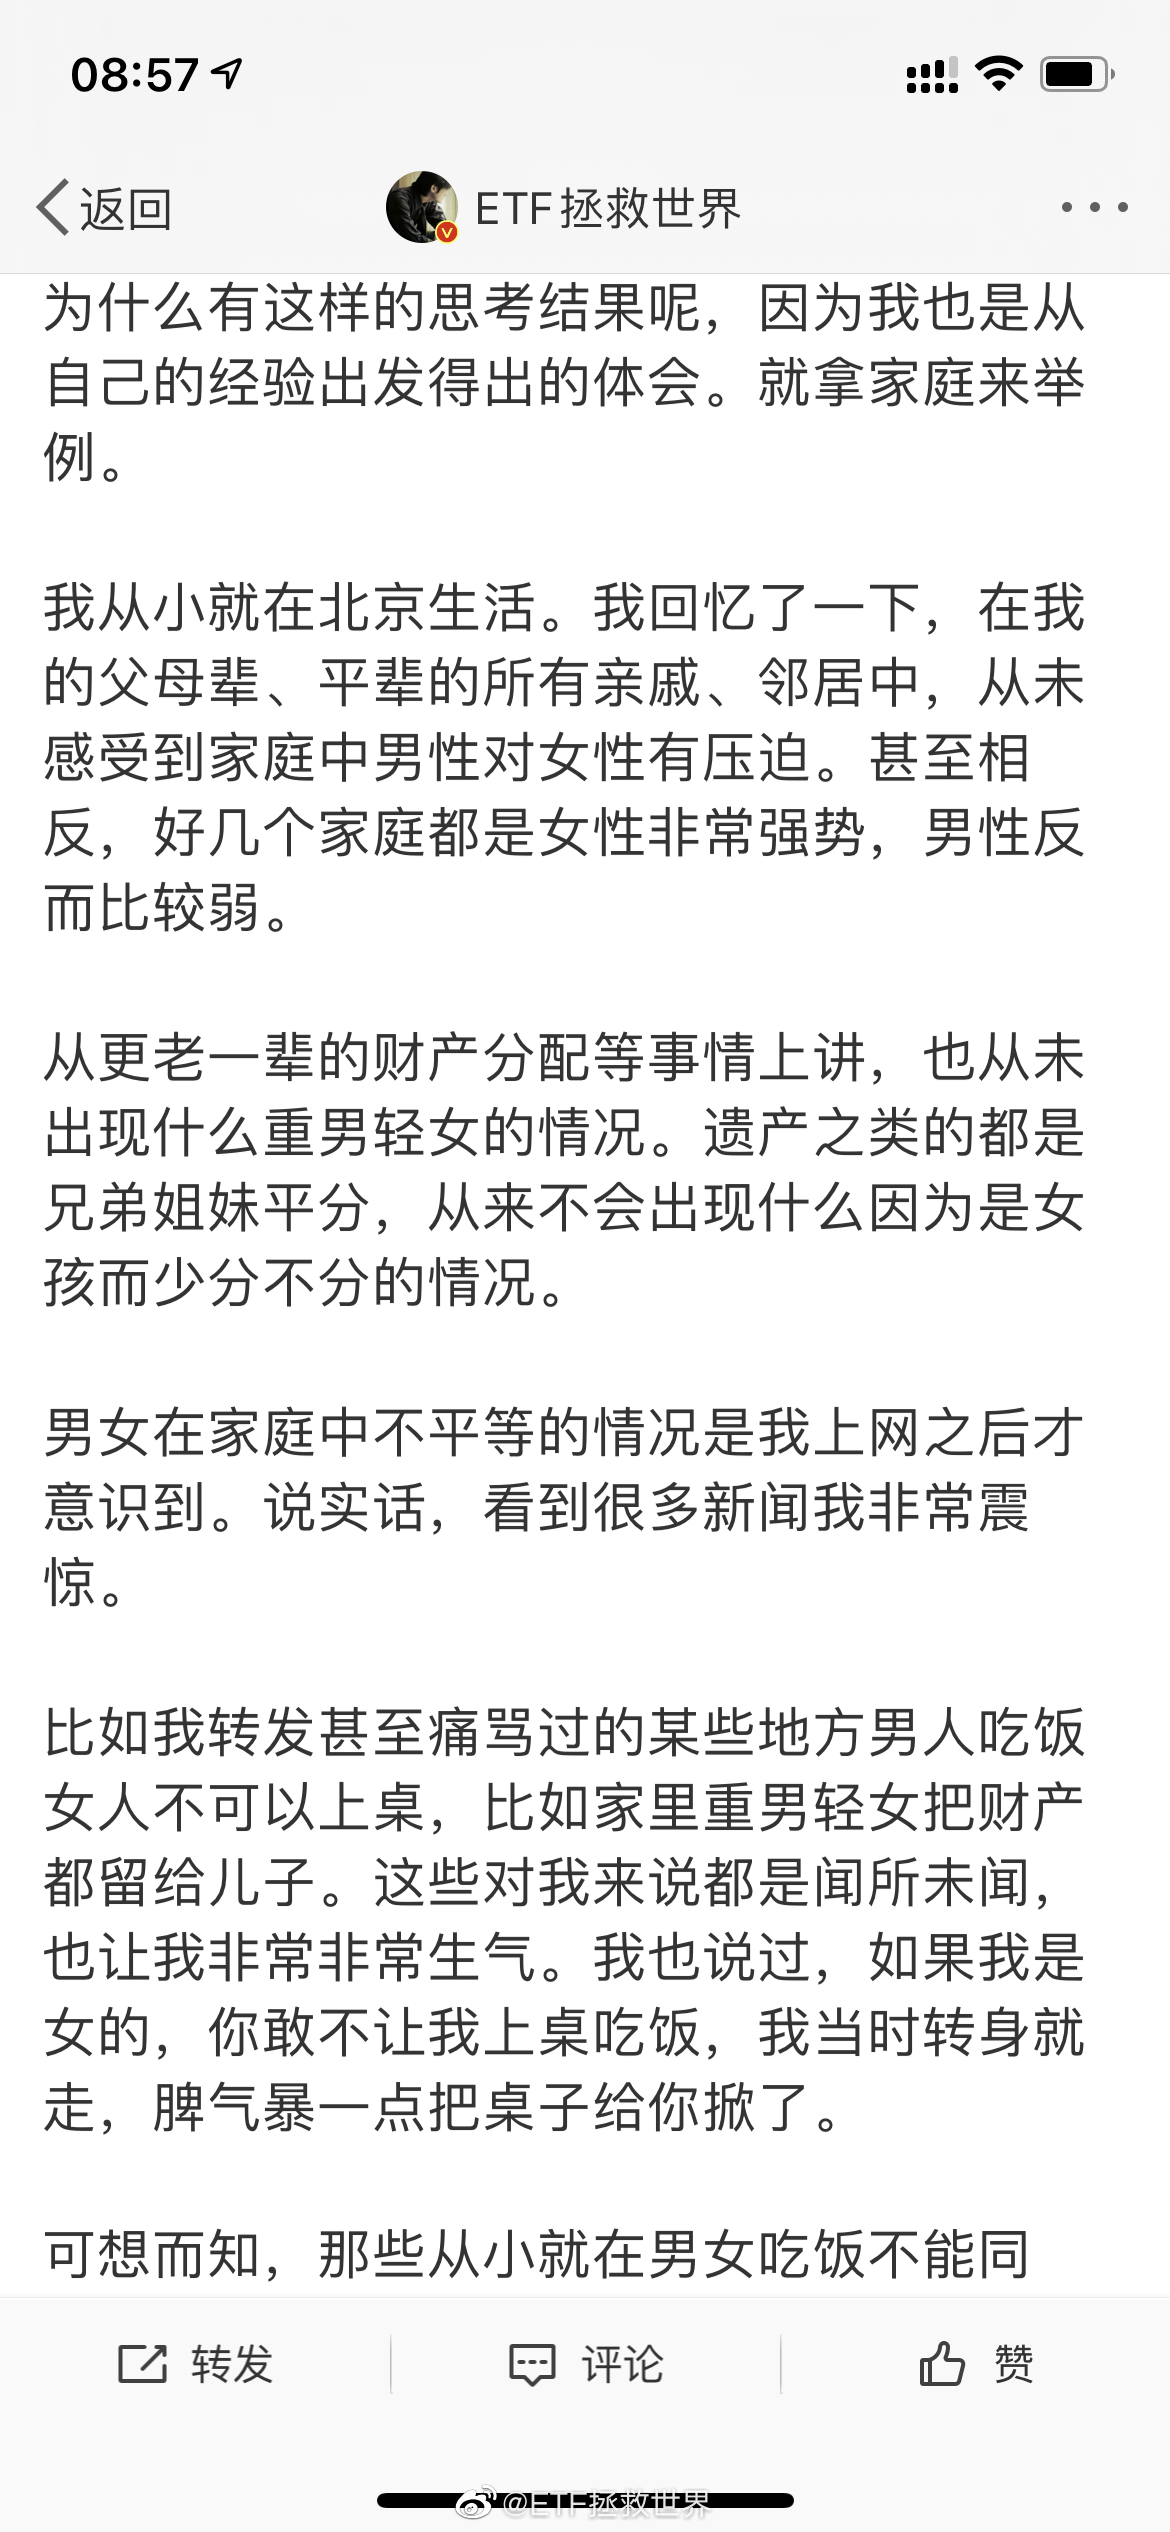 08:57
返回
ETF拯救世界
为什么有这样的思考结果呢，因为我也是从
自己的经验出发得出的体会。就拿家庭来举
例。
我从小就在北京生活。我回忆了一下，在我
的父母辈、平辈的所有亲戚、邻居中，从未
感受到家庭中男性对女性有压迫。甚至相
反，好几个家庭都是女性非常强势，男性反
而比较弱。
从更老一辈的财产分配等事情上讲，也从未
出现什么重男轻女的情况。遗产之类的都是
兄弟姐妹平分，从来不会出现什么因为是女
孩而少分不分的情况。
男女在家庭中不平等的情况是我上网之后才
意识到。说实话，看到很多新闻我非常震
惊。
比如我转发甚至痛骂过的某些地方男人吃饭
女人不可以上桌，比如家里重男轻女把财产
都留给儿子。这些对我来说都是闻所未闻，
也让我非常非常生气。我也说过，如果我是
女的，你敢不让我上桌吃饭，我当时转身就
走，脾气暴一点把桌子给你掀了。
可想而知，那些从小就在男女吃饭不能同
转发
评论
赞
@ETF拯救世界